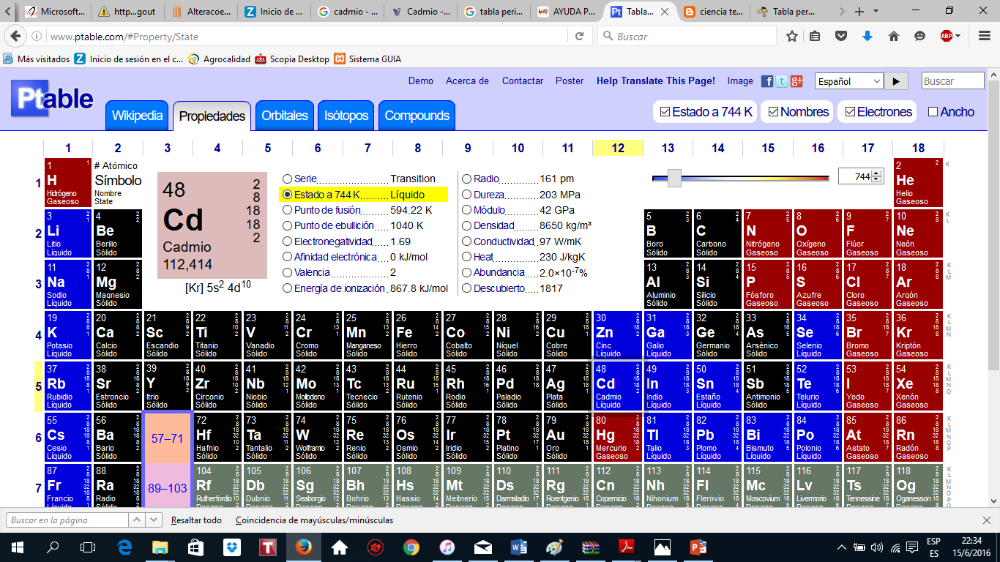 Microsoft... http...gout Alteracoe... Inicio de ... cadmio - ... Cadmio -... tabla peri... AYUDA P... Tabla... ciencia te... Tabla per...
www.ptable.com/#Property/State Buscar ABP
Más visitados Inicio de sesión en el c... Agrocalidad Scopia Desktop Sistema GUIA
Demo Acerca de Contactar Poster Help Translate This Page! Image Español Buscar
Ptable
Wikipedia Propiedades Orbitales Isótopos Compounds Estado a 744 K Nombres Electrones Ancho
1 2 3 4 5 6 7 8 9 10 11 12 13 14 15 16 17 18
# Atómico
Símbolo
Nombre
State
48
Cd
Cadmio
112,414
2
8
18
18
2
[Kr] 5s² 4d¹⁰
Serie Transition
Estado a 744 K Líquido
Punto de fusión 594.22 K
Punto de ebullición 1040 K
Electronegatividad 1.69
Afinidad electrónica 0 kJ/mol
Valencia 2
Energía de ionización 867.8 kJ/mol
Radio 161 pm
Dureza 203 MPa
Módulo 42 GPa
Densidad 8650 kg/m³
Conductividad 97 W/mK
Heat 230 J/kgK
Abundancia 2.0×10⁻⁷%
Descubierto 1817
744
1
1 H Hidrógeno Gaseoso
2 He Helio Gaseoso
2
3 Li Litio Líquido
4 Be Berilio Sólido
5 B Boro Sólido
6 C Carbono Sólido
7 N Nitrógeno Gaseoso
8 O Oxígeno Gaseoso
9 F Flúor Gaseoso
10 Ne Neón Gaseoso
3
11 Na Sodio Líquido
12 Mg Magnesio Sólido
13 Al Aluminio Sólido
14 Si Silicio Sólido
15 P Fósforo Gaseoso
16 S Azufre Gaseoso
17 Cl Cloro Gaseoso
18 Ar Argón Gaseoso
4
19 K Potasio Líquido
20 Ca Calcio Sólido
21 Sc Escandio Sólido
22 Ti Titanio Sólido
23 V Vanadio Sólido
24 Cr Cromo Sólido
25 Mn Manganeso Sólido
26 Fe Hierro Sólido
27 Co Cobalto Sólido
28 Ni Níquel Sólido
29 Cu Cobre Sólido
30 Zn Cinc Líquido
31 Ga Galio Líquido
32 Ge Germanio Sólido
33 As Arsénico Sólido
34 Se Selenio Líquido
35 Br Bromo Gaseoso
36 Kr Kriptón Gaseoso
5
37 Rb Rubidio Líquido
38 Sr Estroncio Sólido
39 Y Itrio Sólido
40 Zr Circonio Sólido
41 Nb Niobio Sólido
42 Mo Molibdeno Sólido
43 Tc Tecnecio Sólido
44 Ru Rutenio Sólido
45 Rh Rodio Sólido
46 Pd Paladio Sólido
47 Ag Plata Sólido
48 Cd Cadmio Líquido
49 In Indio Líquido
50 Sn Estaño Líquido
51 Sb Antimonio Sólido
52 Te Telurio Líquido
53 I Yodo Gaseoso
54 Xe Xenón Gaseoso
6
55 Cs Cesio Líquido
56 Ba Bario Sólido
57–71
72 Hf Hafnio Sólido
73 Ta Tantalio Sólido
74 W Wolframio Sólido
75 Re Renio Sólido
76 Os Osmio Sólido
77 Ir Iridio Sólido
78 Pt Platino Sólido
79 Au Oro Sólido
80 Hg Mercurio Gaseoso
81 Tl Talio Líquido
82 Pb Plomo Líquido
83 Bi Bismuto Líquido
84 Po Polonio Líquido
85 At Astato Gaseoso
86 Rn Radón Gaseoso
7
87 Fr Francio Líquido
88 Ra Radio Sólido
89–103
104 Rf Rutherfordio
105 Db Dubnio
106 Sg Seaborgio
107 Bh Bohrio
108 Hs Hassio
109 Mt Meitnerio
110 Ds Darmstadio
111 Rg Roentgenio
112 Cn Copernicio
113 Nh Nihonium
114 Fl Flerovio
115 Mc Moscovium
116 Lv Livermorio
117 Ts Tennessine
118 Og Oganesson
Buscar en la página Resaltar todo Coincidencia de mayúsculas/minúsculas
ESP 22:34
ES 15/6/2016